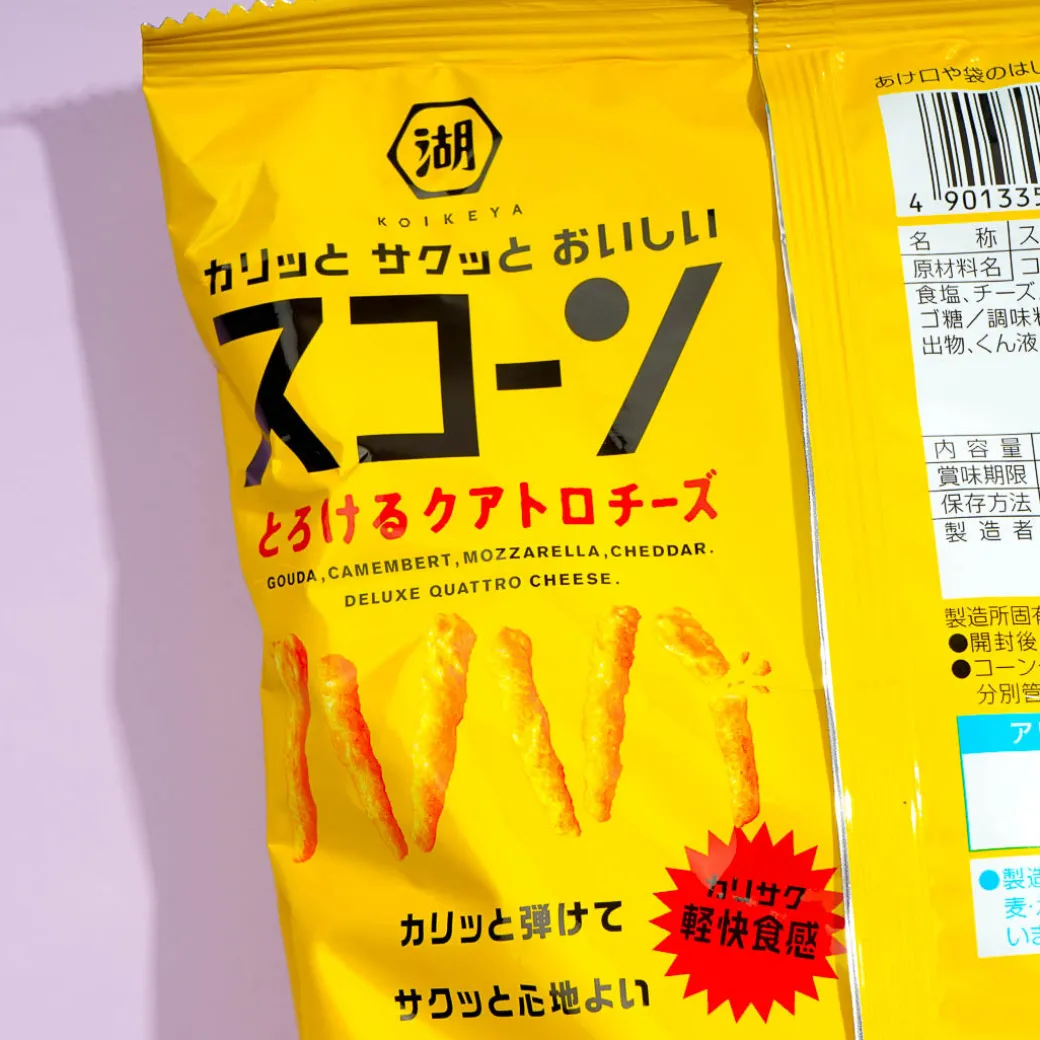 湖
KOIKEYA
カリッと サクッと おいしい
スコーン
とろけるクアトロチーズ
GOUDA,CAMEMBERT,MOZZARELLA,CHEDDAR.
DELUXE QUATTRO CHEESE.
カリサク
軽快食感
カリッと弾けて
サクッと心地よい
あけ口や袋のはし
4 901335
名 称 ス
原材料名 コ
食塩、チーズ
ゴ糖/調味料
出物、くん液
内容量
賞味期限
保存方法
製造者
製造所固有
●開封後
●コーン
分別管
ア
●製造
麦・
いま